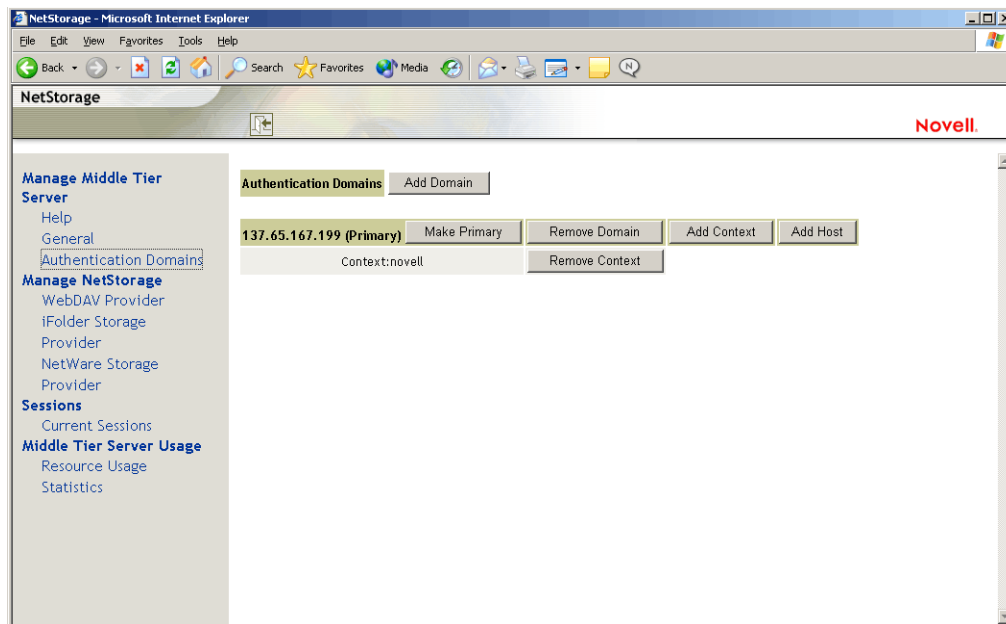 NetStorage - Microsoft Internet Explorer
File Edit View Favorites Tools Help
Back Search Favorites Media N
NetStorage
Novell.
Manage Middle Tier
Server
Help
General
Authentication Domains
Manage NetStorage
WebDAV Provider
iFolder Storage
Provider
NetWare Storage
Provider
Sessions
Current Sessions
Middle Tier Server Usage
Resource Usage
Statistics
Authentication Domains Add Domain
137.65.167.199 (Primary) Make Primary Remove Domain Add Context Add Host
Context:novell Remove Context